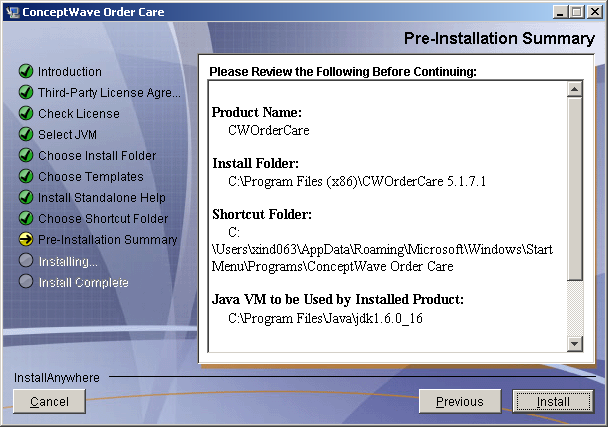 ConceptWave Order Care
Pre-Installation Summary
Introduction
Third-Party License Agre...
Check License
Select JVM
Choose Install Folder
Choose Templates
Install Standalone Help
Choose Shortcut Folder
Pre-Installation Summary
Installing...
Install Complete
Please Review the Following Before Continuing:
Product Name:
CWOrderCare
Install Folder:
C:\Program Files (x86)\CWOrderCare 5.1.7.1
Shortcut Folder:
C:
\Users\xind063\AppData\Roaming\Microsoft\Windows\Start
Menu\Programs\ConceptWave Order Care
Java VM to be Used by Installed Product:
C:\Program Files\Java\jdk1.6.0_16
InstallAnywhere
Cancel
Previous
Install